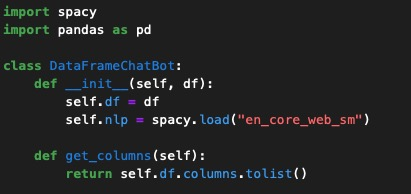 import spacy
import pandas as pd

class DataFrameChatBot:
    def __init__(self, df):
        self.df = df
        self.nlp = spacy.load("en_core_web_sm")

    def get_columns(self):
        return self.df.columns.tolist()